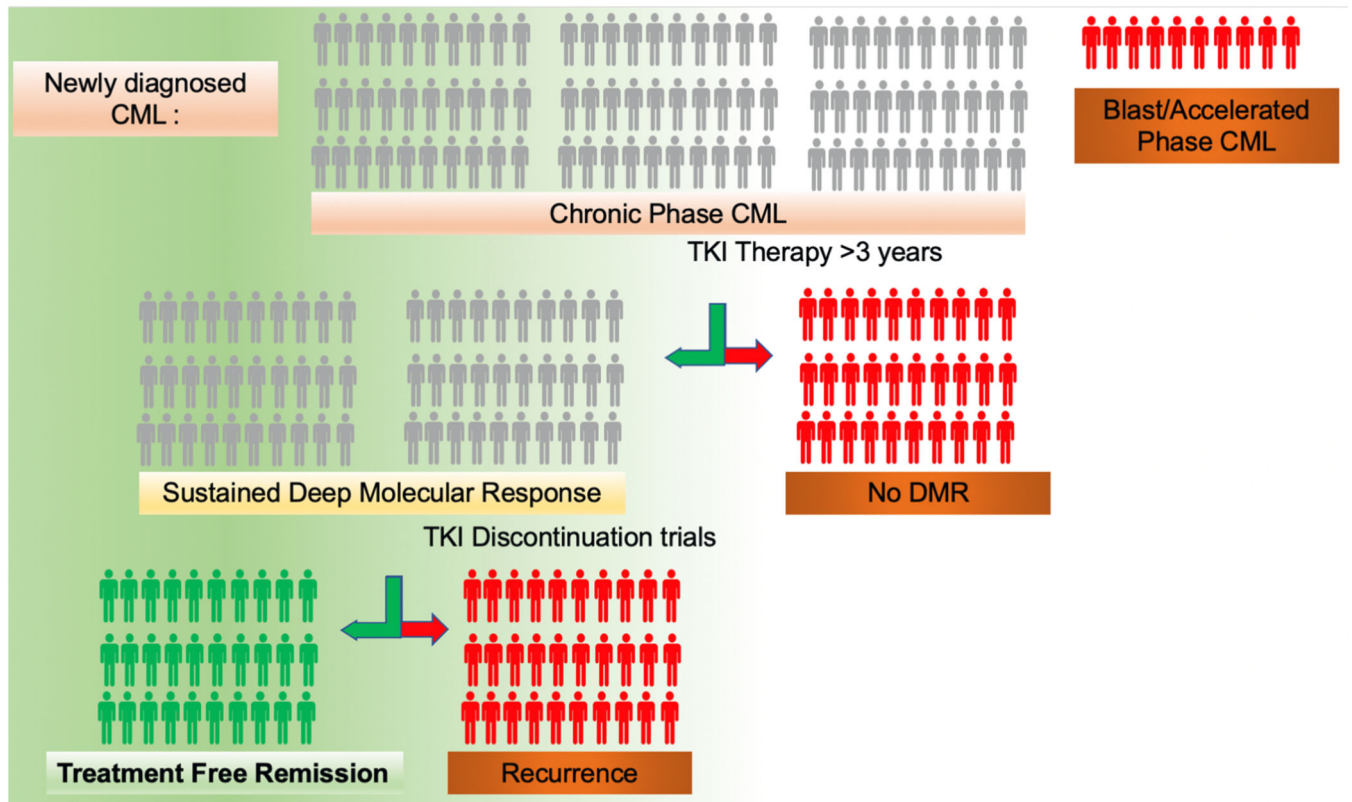 Newly diagnosed
CML :
Blast/Accelerated
Phase CML
Chronic Phase CML
TKI Therapy >3 years
Sustained Deep Molecular Response
No DMR
TKI Discontinuation trials
Treatment Free Remission
Recurrence